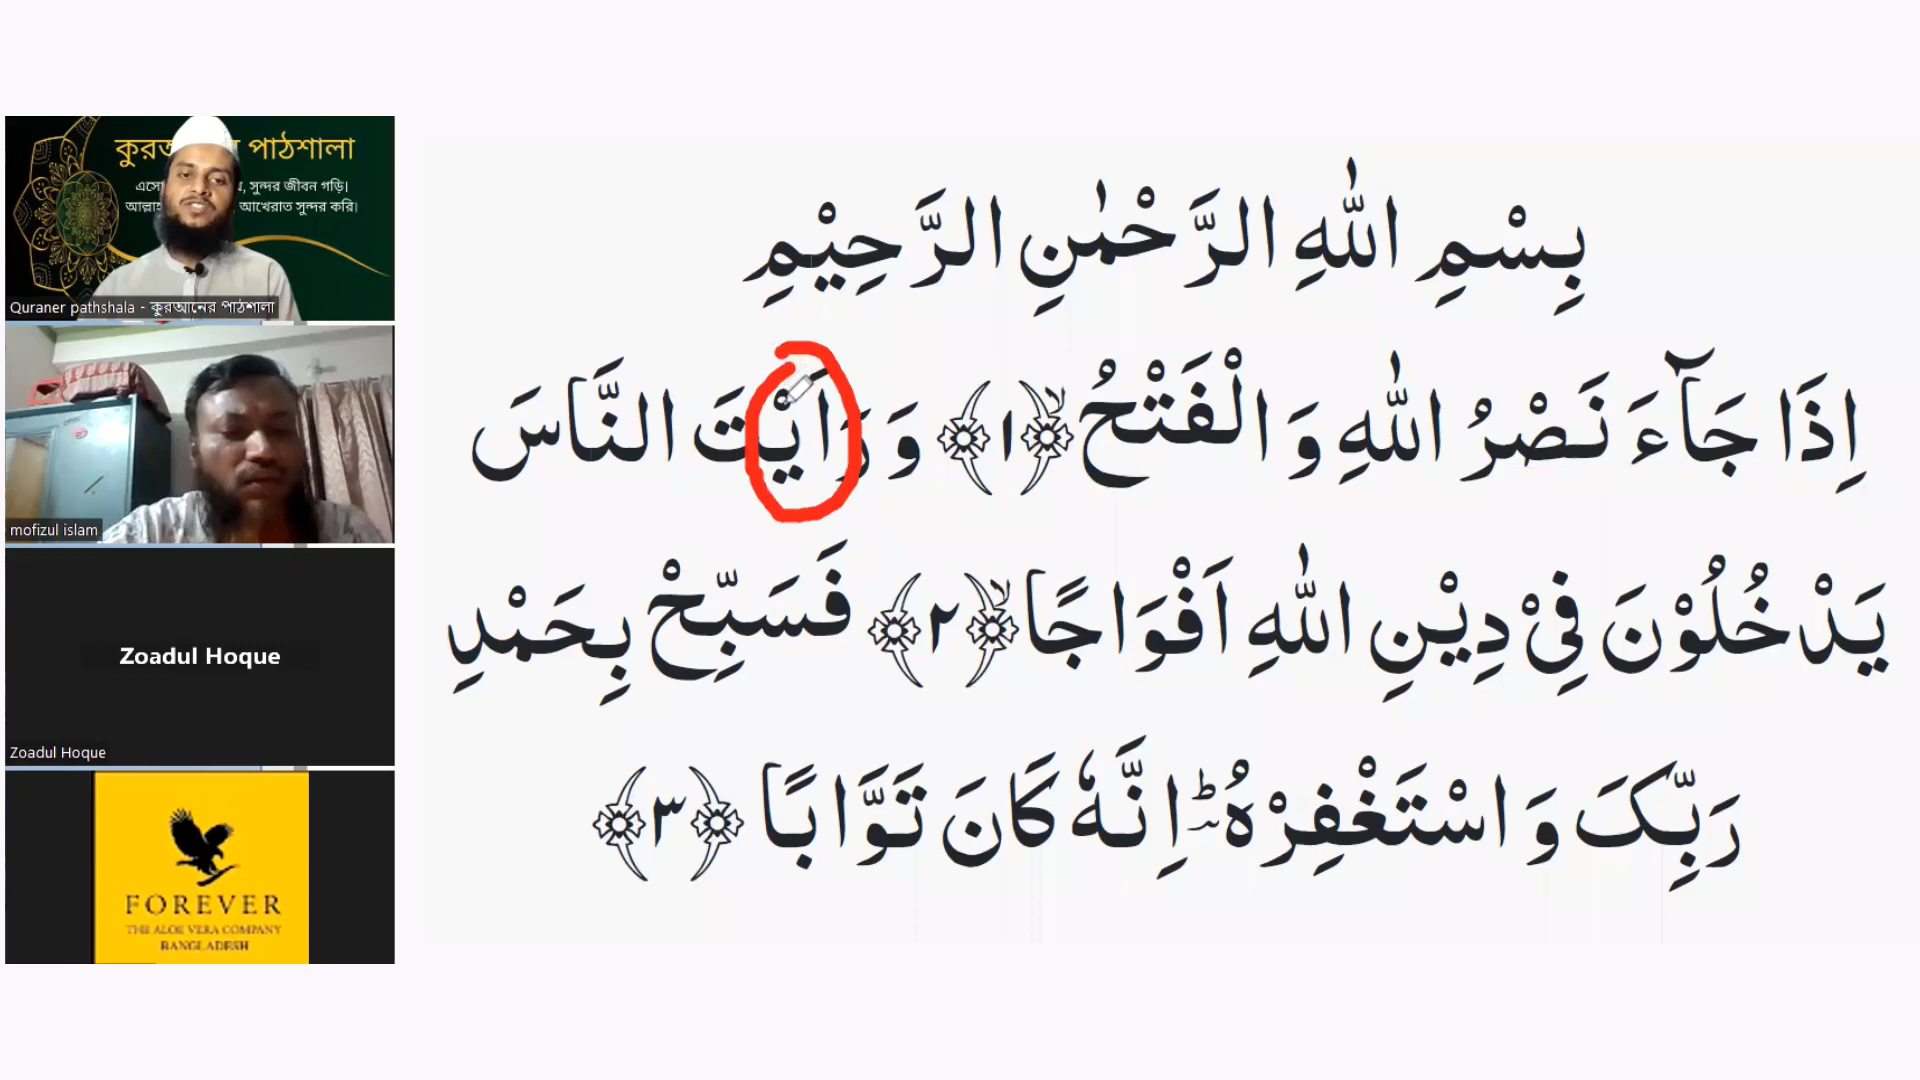 কুরআনের পাঠশালা
, সুন্দর জীবন গড়ি।
আখেরাত সুন্দর করি।
Quraner pathshala - কুরআনের পাঠশালা
mofizul islam
Zoadul Hoque
Zoadul Hoque
FOREVER
THE ALOE VERA COMPANY
BANGLADESH
بِسْمِ اللّٰهِ الرَّحْمٰنِ الرَّحِيْمِ
اِذَا جَآءَ نَصْرُ اللّٰهِ وَ الْفَتْحُ ﴿ۙ۱﴾ وَ رَاَيْتَ النَّاسَ
يَدْخُلُوْنَ فِيْ دِيْنِ اللّٰهِ اَفْوَاجًا ﴿ۙ۲﴾ فَسَبِّحْ بِحَمْدِ
رَبِّکَ وَ اسْتَغْفِرْهُ ؕ اِنَّهٗ کَانَ تَوَّابًا ﴿۳﴾